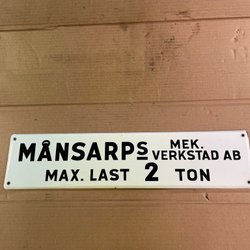 MÅNSARPS MEK.
VERKSTAD AB
MAX. LAST 2 TON